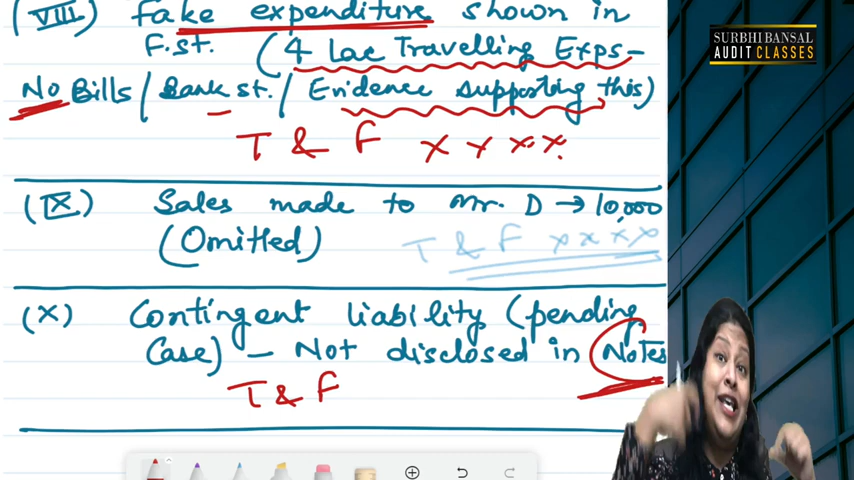 (VIII) Fake expenditure shown in
F.st. (4 Lac Travelling Exps-
No Bills/Bank st./Evidence supporting this)
T & F x x x x
(IX) Sales made to Mr. D → 10,000
(Omitted) T & F x x x x
(X) Contingent liability (pending
Case) - Not disclosed in Notes
T & F
SURBHI BANSAL
AUDIT CLASSES